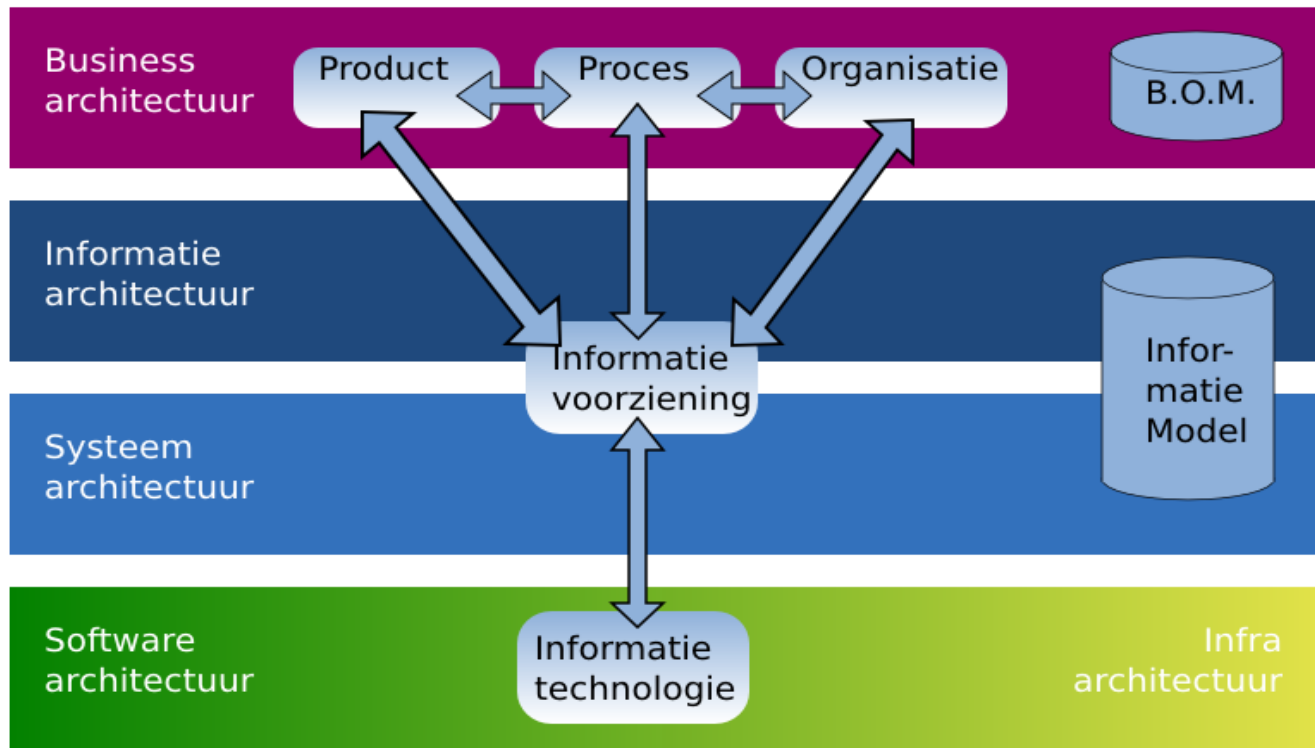 Business
architectuur
Product
Proces
Organisatie
B.O.M.
Informatie
architectuur
Informatie
voorziening
Infor-
matie
Model
Systeem
architectuur
Software
architectuur
Informatie
technologie
Infra
architectuur